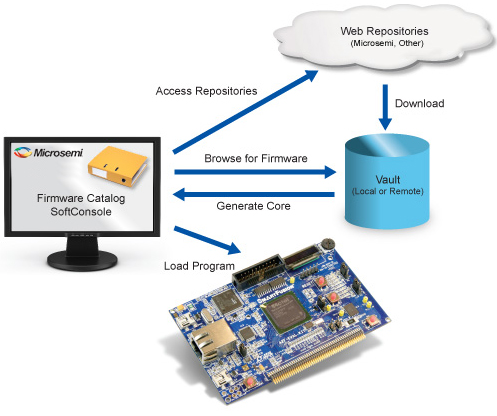 Web Repositories
(Microsemi, Other)
Access Repositories
Download
Microsemi
Browse for Firmware
Vault
(Local or Remote)
Firmware Catalog
SoftConsole
Generate Core
Load Program
SMARTFUSION